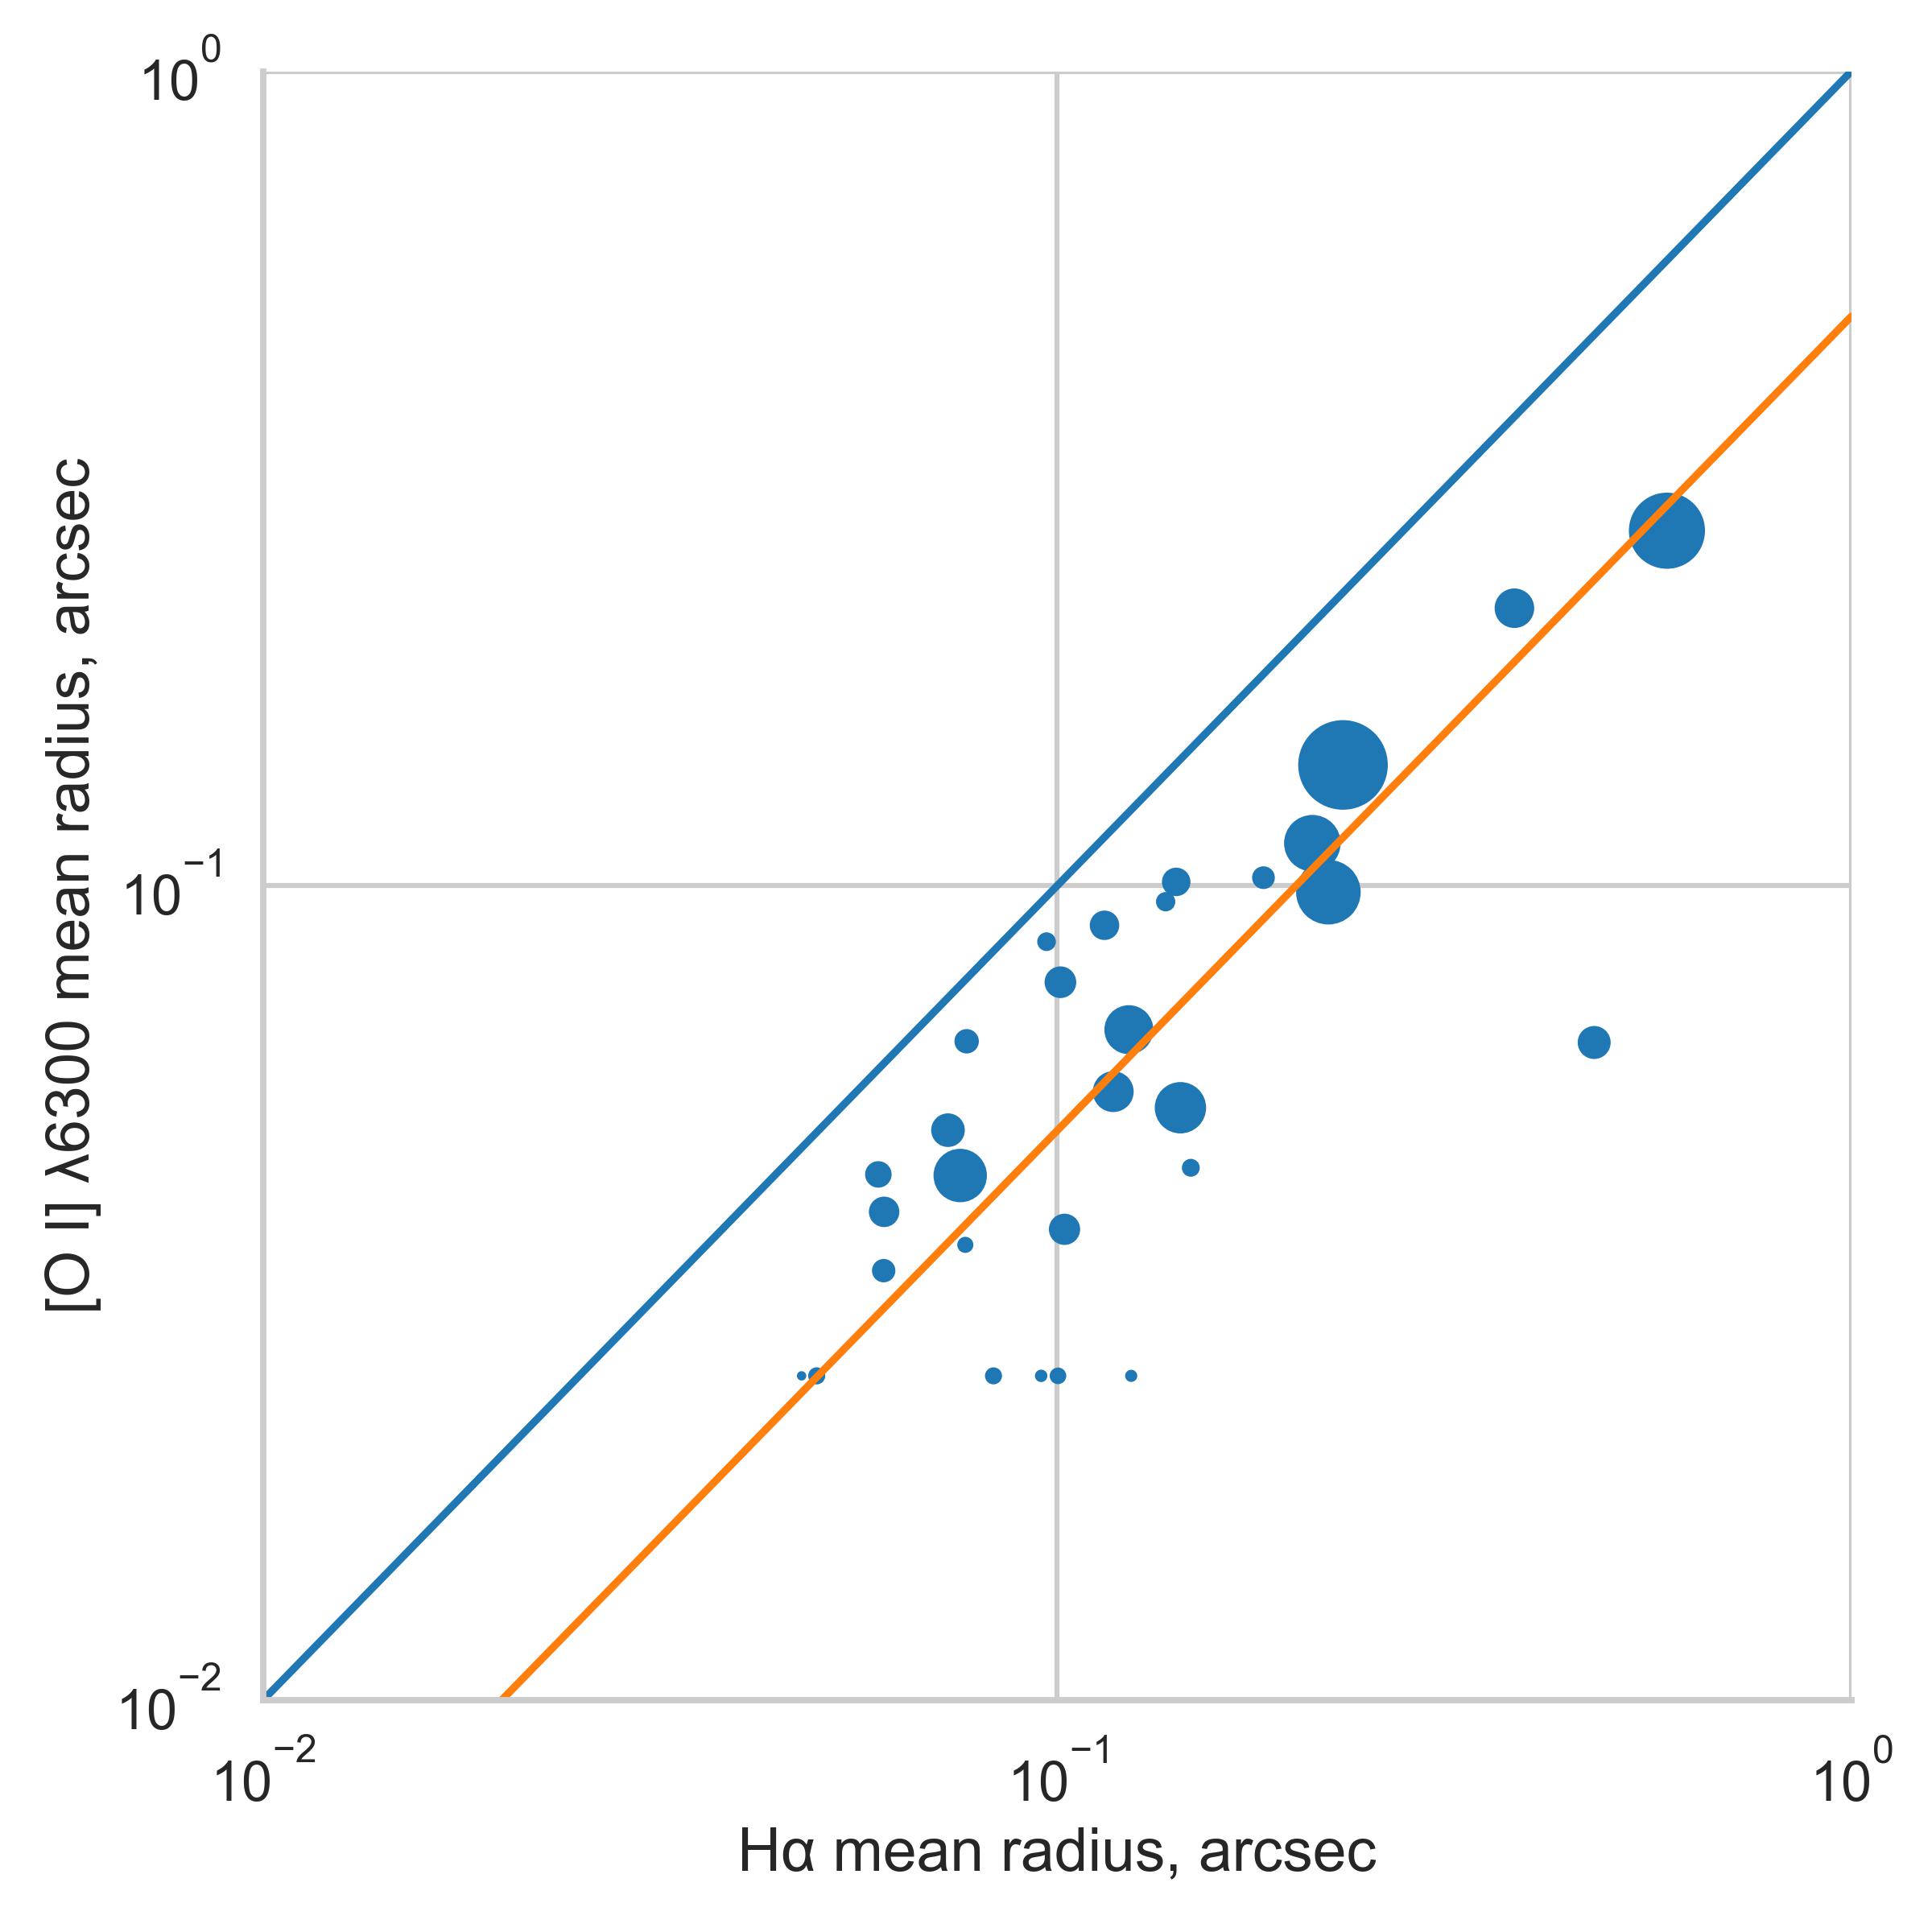 10⁰
[O I] λ6300 mean radius, arcsec
10⁻¹
10⁻²
10⁻² 10⁻¹ 10⁰
Hα mean radius, arcsec